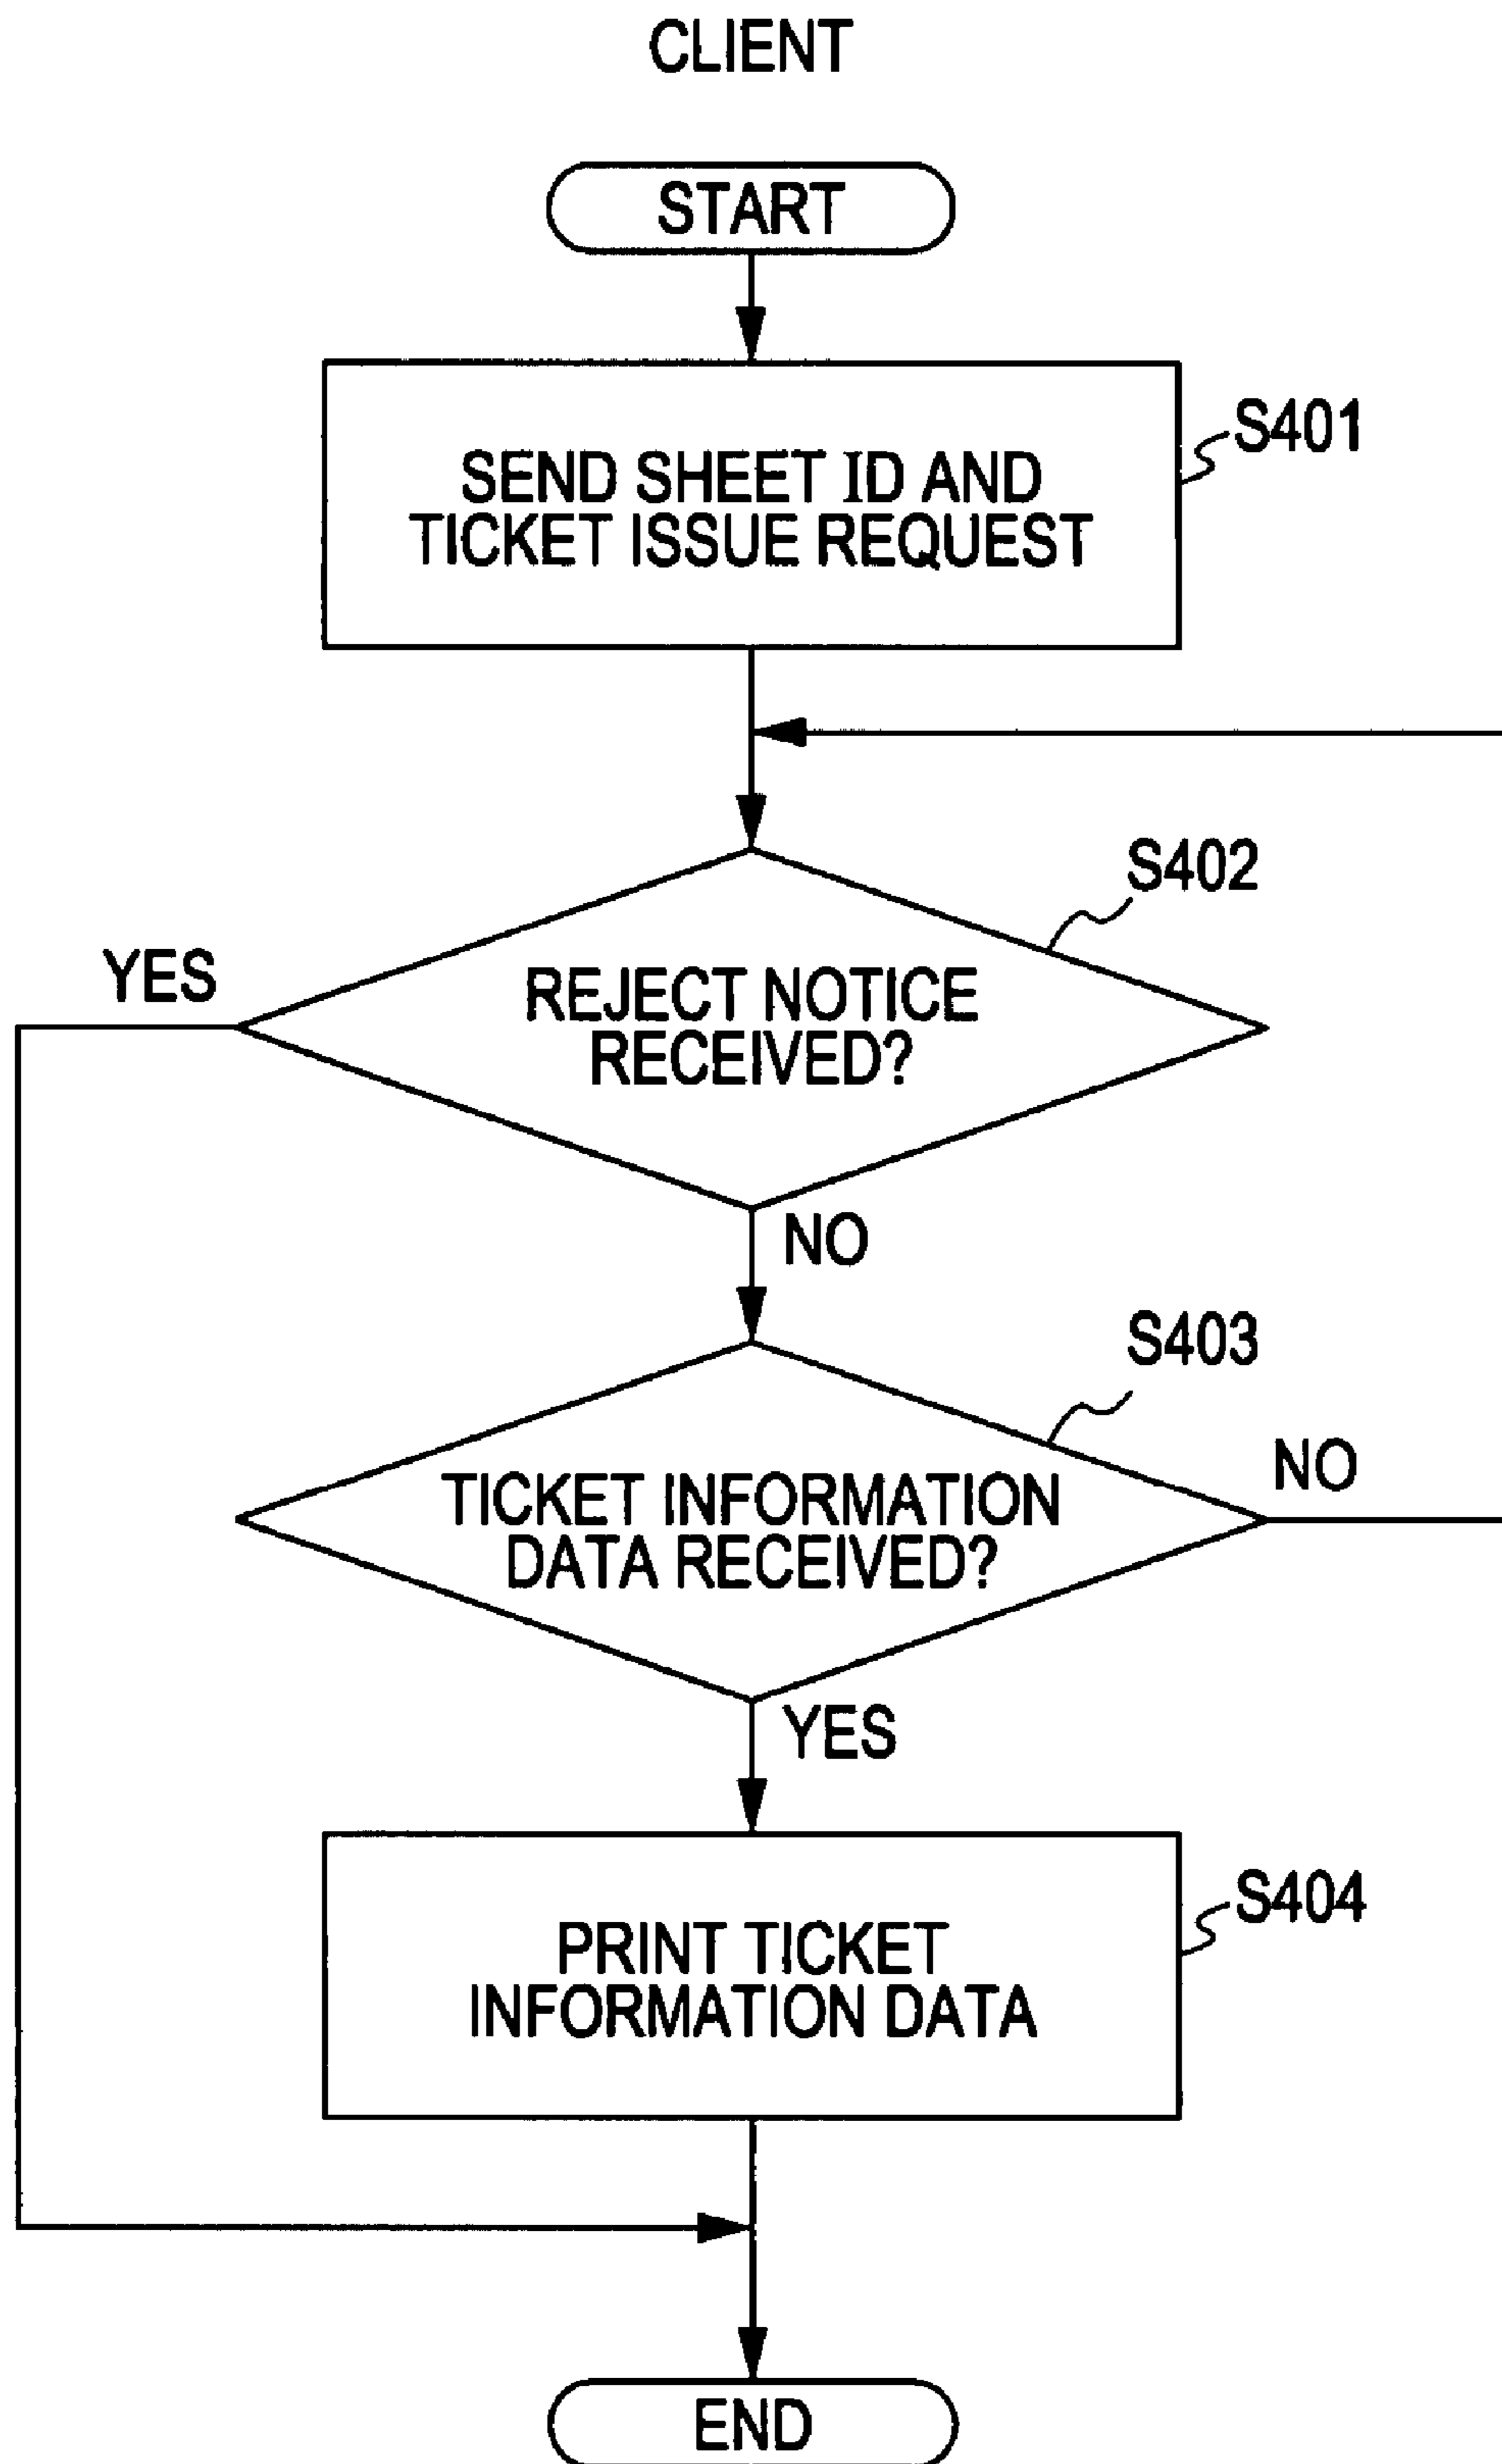 CLIENT
START
SEND SHEET ID AND
TICKET ISSUE REQUEST
S401
S402
YES
REJECT NOTICE
RECEIVED?
NO
S403
NO
TICKET INFORMATION
DATA RECEIVED?
YES
S404
PRINT TICKET
INFORMATION DATA
END